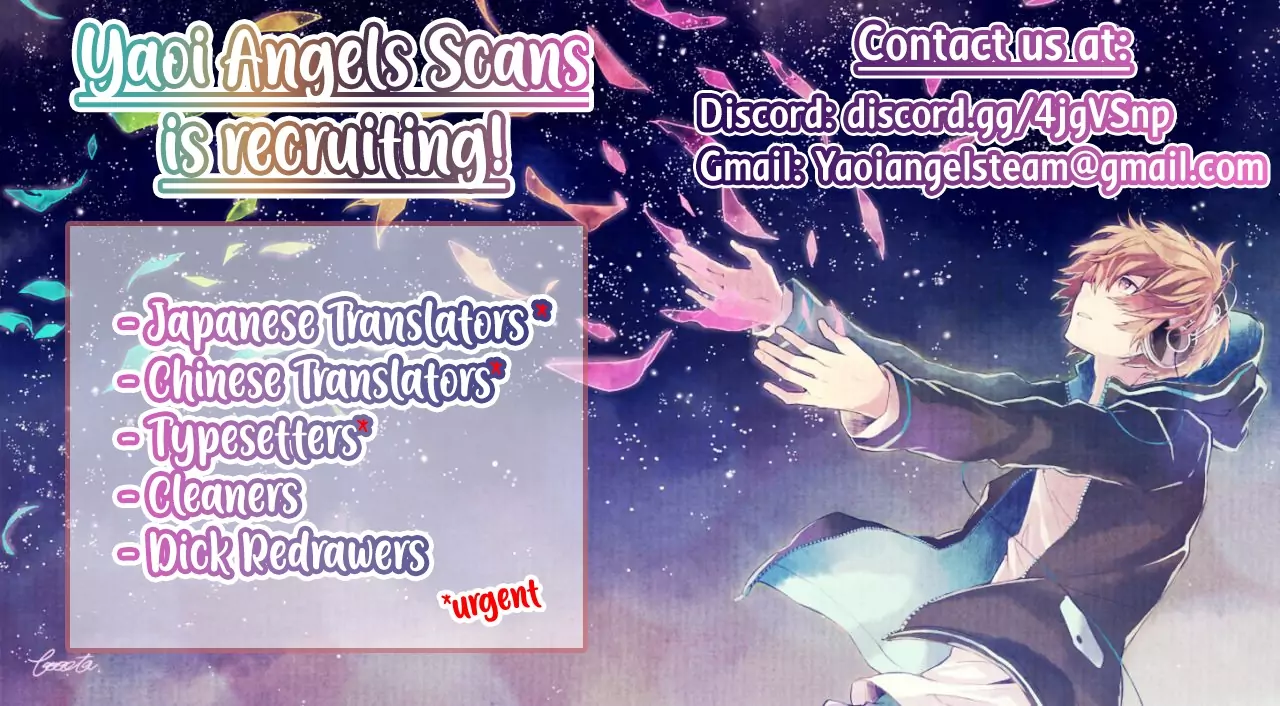 Yaoi Angels Scans
is recruiting!
Contact us at:
Discord: discord.gg/4jgVSnp
Gmail: Yaoiangelsteam@gmail.com
- Japanese Translators *
- Chinese Translators*
- Typesetters*
- Cleaners
- Dick Redrawers
*urgent